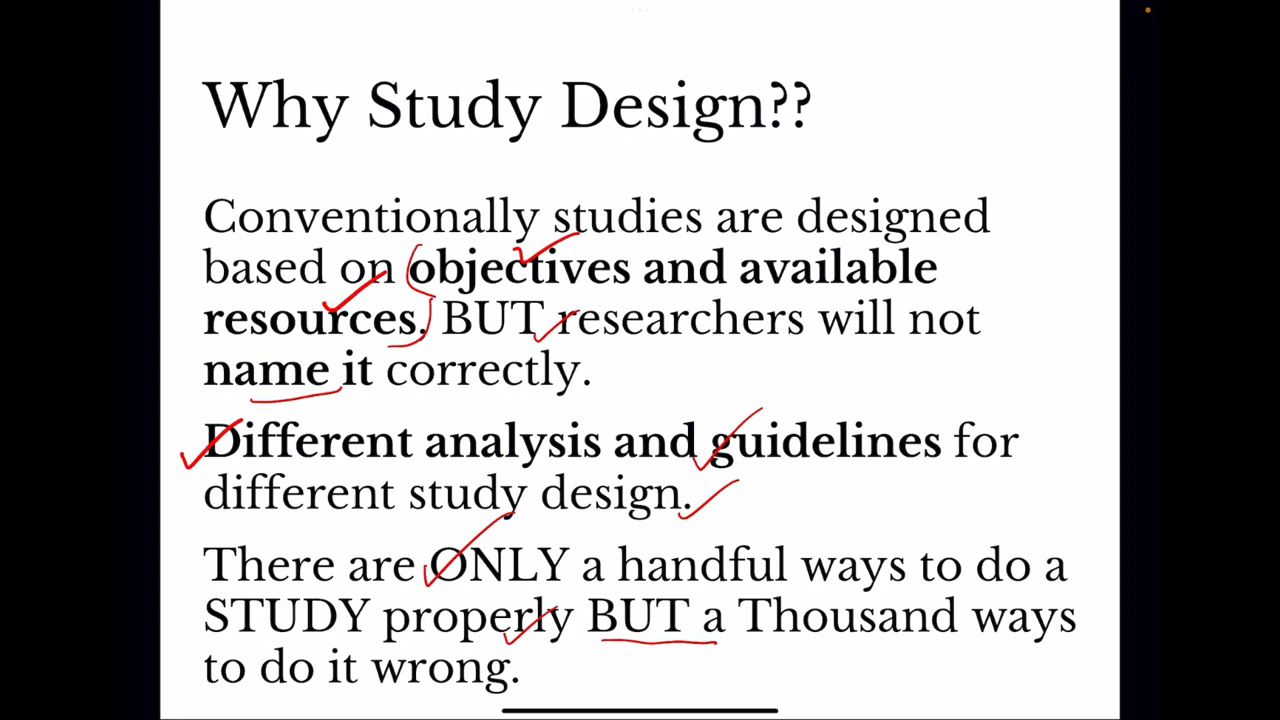 Why Study Design??
Conventionally studies are designed
based on objectives and available
resources. BUT researchers will not
name it correctly.
Different analysis and guidelines for
different study design.
There are ONLY a handful ways to do a
STUDY properly BUT a Thousand ways
to do it wrong.